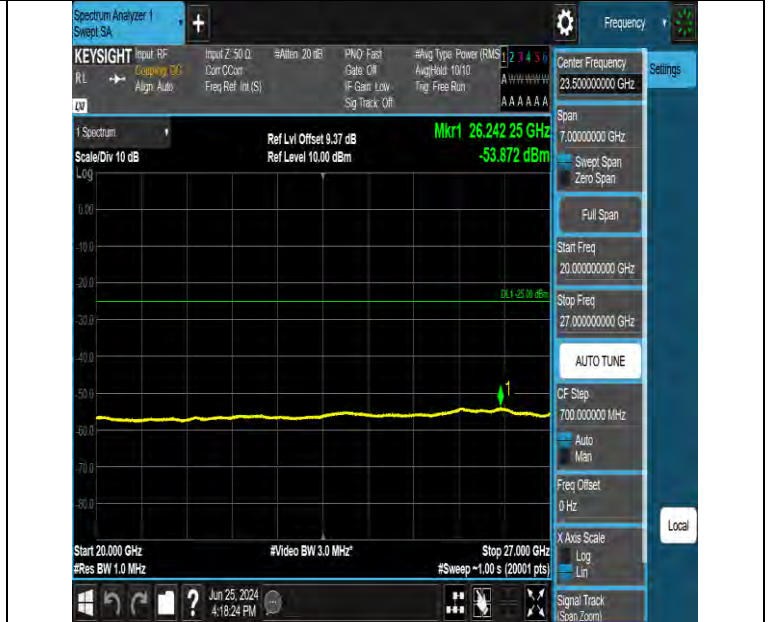 Spectrum Analyzer 1
Swept SA
+
Frequency
KEYSIGHT
RL
LXI
Input: RF
Coupling: DC
Align: Auto
Input Z: 50 Ω
Corr CCorr
Freq Ref: Int (S)
#Atten: 20 dB
PNO: Fast
Gate: Off
IF Gain: Low
Sig Track: Off
#Avg Type: Power (RMS
Avg|Hold: 10/10
Trig: Free Run
1 2 3 4 5 6
A W W W W W
A A A A A A
Center Frequency
23.500000000 GHz
Settings
Span
7.00000000 GHz
Swept Span
Zero Span
Full Span
Start Freq
20.000000000 GHz
Stop Freq
27.000000000 GHz
AUTO TUNE
CF Step
700.000000 MHz
Auto
Man
Freq Offset
0 Hz
X Axis Scale
Log
Lin
Signal Track
(Span Zoom)
Local
1 Spectrum
Scale/Div 10 dB
Log
Ref Lvl Offset 9.37 dB
Ref Level 10.00 dBm
Mkr1 26.242 25 GHz
-53.872 dBm
0.00
-10.0
-20.0
DL1 -25.00 dBm
-30.0
-40.0
-50.0
1
-60.0
-70.0
-80.0
Start 20.000 GHz
#Res BW 1.0 MHz
#Video BW 3.0 MHz*
Stop 27.000 GHz
#Sweep ~1.00 s (20001 pts)
?
Jun 25, 2024
4:18:24 PM